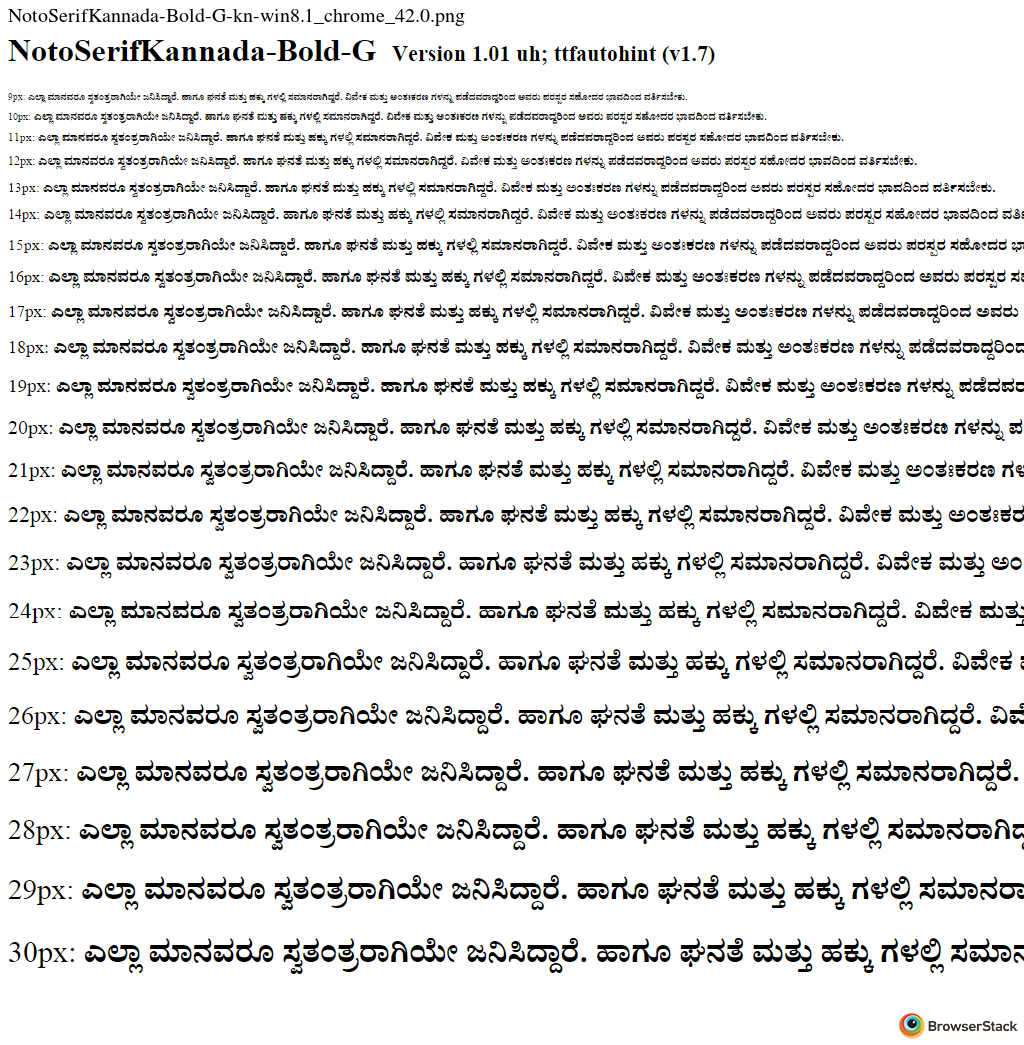 NotoSerifKannada-Bold-G-kn-win8.1_chrome_42.0.png
NotoSerifKannada-Bold-G Version 1.01 uh; ttfautohint (v1.7)
9px: ಎಲ್ಲಾ ಮಾನವರೂ ಸ್ವತಂತ್ರರಾಗಿಯೇ ಜನಿಸಿದ್ದಾರೆ. ಹಾಗೂ ಘನತೆ ಮತ್ತು ಹಕ್ಕು ಗಳಲ್ಲಿ ಸಮಾನರಾಗಿದ್ದರೆ. ವಿವೇಕ ಮತ್ತು ಅಂತಃಕರಣ ಗಳನ್ನು ಪಡೆದವರಾದ್ದರಿಂದ ಅವರು ಪರಸ್ಪರ ಸಹೋದರ ಭಾವದಿಂದ ವರ್ತಿಸಬೇಕು.
10px: ಎಲ್ಲಾ ಮಾನವರೂ ಸ್ವತಂತ್ರರಾಗಿಯೇ ಜನಿಸಿದ್ದಾರೆ. ಹಾಗೂ ಘನತೆ ಮತ್ತು ಹಕ್ಕು ಗಳಲ್ಲಿ ಸಮಾನರಾಗಿದ್ದರೆ. ವಿವೇಕ ಮತ್ತು ಅಂತಃಕರಣ ಗಳನ್ನು ಪಡೆದವರಾದ್ದರಿಂದ ಅವರು ಪರಸ್ಪರ ಸಹೋದರ ಭಾವದಿಂದ ವರ್ತಿಸಬೇಕು.
11px: ಎಲ್ಲಾ ಮಾನವರೂ ಸ್ವತಂತ್ರರಾಗಿಯೇ ಜನಿಸಿದ್ದಾರೆ. ಹಾಗೂ ಘನತೆ ಮತ್ತು ಹಕ್ಕು ಗಳಲ್ಲಿ ಸಮಾನರಾಗಿದ್ದರೆ. ವಿವೇಕ ಮತ್ತು ಅಂತಃಕರಣ ಗಳನ್ನು ಪಡೆದವರಾದ್ದರಿಂದ ಅವರು ಪರಸ್ಪರ ಸಹೋದರ ಭಾವದಿಂದ ವರ್ತಿಸಬೇಕು.
12px: ಎಲ್ಲಾ ಮಾನವರೂ ಸ್ವತಂತ್ರರಾಗಿಯೇ ಜನಿಸಿದ್ದಾರೆ. ಹಾಗೂ ಘನತೆ ಮತ್ತು ಹಕ್ಕು ಗಳಲ್ಲಿ ಸಮಾನರಾಗಿದ್ದರೆ. ವಿವೇಕ ಮತ್ತು ಅಂತಃಕರಣ ಗಳನ್ನು ಪಡೆದವರಾದ್ದರಿಂದ ಅವರು ಪರಸ್ಪರ ಸಹೋದರ ಭಾವದಿಂದ ವರ್ತಿಸಬೇಕು.
13px: ಎಲ್ಲಾ ಮಾನವರೂ ಸ್ವತಂತ್ರರಾಗಿಯೇ ಜನಿಸಿದ್ದಾರೆ. ಹಾಗೂ ಘನತೆ ಮತ್ತು ಹಕ್ಕು ಗಳಲ್ಲಿ ಸಮಾನರಾಗಿದ್ದರೆ. ವಿವೇಕ ಮತ್ತು ಅಂತಃಕರಣ ಗಳನ್ನು ಪಡೆದವರಾದ್ದರಿಂದ ಅವರು ಪರಸ್ಪರ ಸಹೋದರ ಭಾವದಿಂದ ವರ್ತಿಸಬೇಕು.
14px: ಎಲ್ಲಾ ಮಾನವರೂ ಸ್ವತಂತ್ರರಾಗಿಯೇ ಜನಿಸಿದ್ದಾರೆ. ಹಾಗೂ ಘನತೆ ಮತ್ತು ಹಕ್ಕು ಗಳಲ್ಲಿ ಸಮಾನರಾಗಿದ್ದರೆ. ವಿವೇಕ ಮತ್ತು ಅಂತಃಕರಣ ಗಳನ್ನು ಪಡೆದವರಾದ್ದರಿಂದ ಅವರು ಪರಸ್ಪರ ಸಹೋದರ ಭಾವದಿಂದ
15px: ಎಲ್ಲಾ ಮಾನವರೂ ಸ್ವತಂತ್ರರಾಗಿಯೇ ಜನಿಸಿದ್ದಾರೆ. ಹಾಗೂ ಘನತೆ ಮತ್ತು ಹಕ್ಕು ಗಳಲ್ಲಿ ಸಮಾನರಾಗಿದ್ದರೆ. ವಿವೇಕ ಮತ್ತು ಅಂತಃಕರಣ ಗಳನ್ನು ಪಡೆದವರಾದ್ದರಿಂದ ಅವರು ಪರಸ್ಪರ ಸಹೋದರ
16px: ಎಲ್ಲಾ ಮಾನವರೂ ಸ್ವತಂತ್ರರಾಗಿಯೇ ಜನಿಸಿದ್ದಾರೆ. ಹಾಗೂ ಘನತೆ ಮತ್ತು ಹಕ್ಕು ಗಳಲ್ಲಿ ಸಮಾನರಾಗಿದ್ದರೆ. ವಿವೇಕ ಮತ್ತು ಅಂತಃಕರಣ ಗಳನ್ನು ಪಡೆದವರಾದ್ದರಿಂದ ಅವರು ಪರಸ್ಪರ
17px: ಎಲ್ಲಾ ಮಾನವರೂ ಸ್ವತಂತ್ರರಾಗಿಯೇ ಜನಿಸಿದ್ದಾರೆ. ಹಾಗೂ ಘನತೆ ಮತ್ತು ಹಕ್ಕು ಗಳಲ್ಲಿ ಸಮಾನರಾಗಿದ್ದರೆ. ವಿವೇಕ ಮತ್ತು ಅಂತಃಕರಣ ಗಳನ್ನು ಪಡೆದವರಾದ್ದರಿಂದ ಅವರು
18px: ಎಲ್ಲಾ ಮಾನವರೂ ಸ್ವತಂತ್ರರಾಗಿಯೇ ಜನಿಸಿದ್ದಾರೆ. ಹಾಗೂ ಘನತೆ ಮತ್ತು ಹಕ್ಕು ಗಳಲ್ಲಿ ಸಮಾನರಾಗಿದ್ದರೆ. ವಿವೇಕ ಮತ್ತು ಅಂತಃಕರಣ ಗಳನ್ನು ಪಡೆದವರಾದ್ದರಿಂದ
19px: ಎಲ್ಲಾ ಮಾನವರೂ ಸ್ವತಂತ್ರರಾಗಿಯೇ ಜನಿಸಿದ್ದಾರೆ. ಹಾಗೂ ಘನತೆ ಮತ್ತು ಹಕ್ಕು ಗಳಲ್ಲಿ ಸಮಾನರಾಗಿದ್ದರೆ. ವಿವೇಕ ಮತ್ತು ಅಂತಃಕರಣ ಗಳನ್ನು ಪಡೆದವರ
20px: ಎಲ್ಲಾ ಮಾನವರೂ ಸ್ವತಂತ್ರರಾಗಿಯೇ ಜನಿಸಿದ್ದಾರೆ. ಹಾಗೂ ಘನತೆ ಮತ್ತು ಹಕ್ಕು ಗಳಲ್ಲಿ ಸಮಾನರಾಗಿದ್ದರೆ. ವಿವೇಕ ಮತ್ತು ಅಂತಃಕರಣ ಗಳನ್ನು ಪ
21px: ಎಲ್ಲಾ ಮಾನವರೂ ಸ್ವತಂತ್ರರಾಗಿಯೇ ಜನಿಸಿದ್ದಾರೆ. ಹಾಗೂ ಘನತೆ ಮತ್ತು ಹಕ್ಕು ಗಳಲ್ಲಿ ಸಮಾನರಾಗಿದ್ದರೆ. ವಿವೇಕ ಮತ್ತು ಅಂತಃಕರಣ ಗಳ
22px: ಎಲ್ಲಾ ಮಾನವರೂ ಸ್ವತಂತ್ರರಾಗಿಯೇ ಜನಿಸಿದ್ದಾರೆ. ಹಾಗೂ ಘನತೆ ಮತ್ತು ಹಕ್ಕು ಗಳಲ್ಲಿ ಸಮಾನರಾಗಿದ್ದರೆ. ವಿವೇಕ ಮತ್ತು ಅಂತಃಕರ
23px: ಎಲ್ಲಾ ಮಾನವರೂ ಸ್ವತಂತ್ರರಾಗಿಯೇ ಜನಿಸಿದ್ದಾರೆ. ಹಾಗೂ ಘನತೆ ಮತ್ತು ಹಕ್ಕು ಗಳಲ್ಲಿ ಸಮಾನರಾಗಿದ್ದರೆ. ವಿವೇಕ ಮತ್ತು ಅಂ
24px: ಎಲ್ಲಾ ಮಾನವರೂ ಸ್ವತಂತ್ರರಾಗಿಯೇ ಜನಿಸಿದ್ದಾರೆ. ಹಾಗೂ ಘನತೆ ಮತ್ತು ಹಕ್ಕು ಗಳಲ್ಲಿ ಸಮಾನರಾಗಿದ್ದರೆ. ವಿವೇಕ ಮತ್ತು
25px: ಎಲ್ಲಾ ಮಾನವರೂ ಸ್ವತಂತ್ರರಾಗಿಯೇ ಜನಿಸಿದ್ದಾರೆ. ಹಾಗೂ ಘನತೆ ಮತ್ತು ಹಕ್ಕು ಗಳಲ್ಲಿ ಸಮಾನರಾಗಿದ್ದರೆ. ವಿವೇಕ
26px: ಎಲ್ಲಾ ಮಾನವರೂ ಸ್ವತಂತ್ರರಾಗಿಯೇ ಜನಿಸಿದ್ದಾರೆ. ಹಾಗೂ ಘನತೆ ಮತ್ತು ಹಕ್ಕು ಗಳಲ್ಲಿ ಸಮಾನರಾಗಿದ್ದರೆ. ವಿವೆ
27px: ಎಲ್ಲಾ ಮಾನವರೂ ಸ್ವತಂತ್ರರಾಗಿಯೇ ಜನಿಸಿದ್ದಾರೆ. ಹಾಗೂ ಘನತೆ ಮತ್ತು ಹಕ್ಕು ಗಳಲ್ಲಿ ಸಮಾನರಾಗಿದ್ದರೆ.
28px: ಎಲ್ಲಾ ಮಾನವರೂ ಸ್ವತಂತ್ರರಾಗಿಯೇ ಜನಿಸಿದ್ದಾರೆ. ಹಾಗೂ ಘನತೆ ಮತ್ತು ಹಕ್ಕು ಗಳಲ್ಲಿ ಸಮಾನರಾಗಿದ್ದ
29px: ಎಲ್ಲಾ ಮಾನವರೂ ಸ್ವತಂತ್ರರಾಗಿಯೇ ಜನಿಸಿದ್ದಾರೆ. ಹಾಗೂ ಘನತೆ ಮತ್ತು ಹಕ್ಕು ಗಳಲ್ಲಿ ಸಮಾನರಾ
30px: ಎಲ್ಲಾ ಮಾನವರೂ ಸ್ವತಂತ್ರರಾಗಿಯೇ ಜನಿಸಿದ್ದಾರೆ. ಹಾಗೂ ಘನತೆ ಮತ್ತು ಹಕ್ಕು ಗಳಲ್ಲಿ ಸಮಾನ
BrowserStack